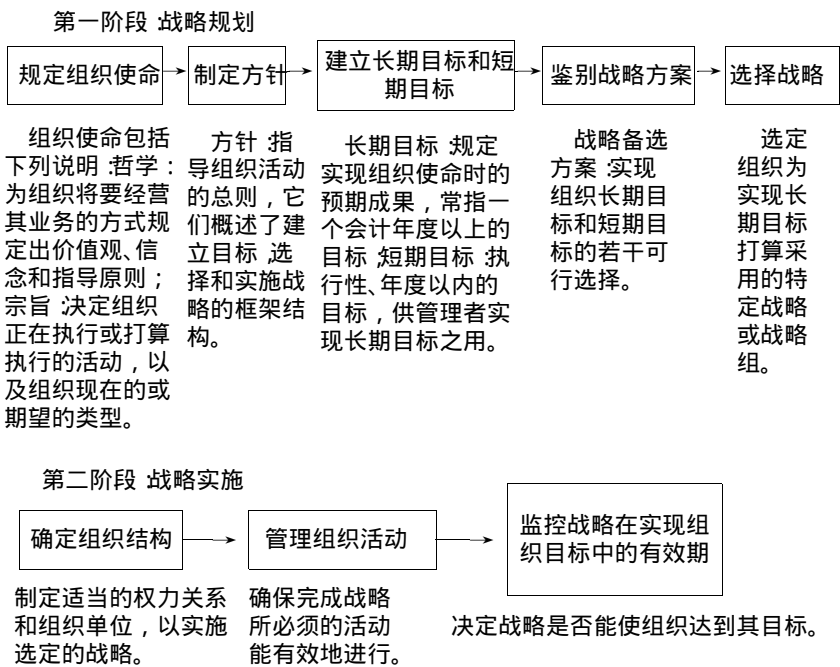 第一阶段：战略规划
规定组织使命
制定方针
建立长期目标和短
期目标
鉴别战略方案
选择战略
组织使命包括
下列说明：哲学：
为组织将要经营
其业务的方式规
定出价值观、信
念和指导原则；
宗旨：决定组织
正在执行或打算
执行的活动，以
及组织现在的或
期望的类型。
方针：指
导组织活动
的总则，它
们概述了建
立目标，选
择和实施战
略的框架结
构。
长期目标：规定
实现组织使命时的
预期成果，常指一
个会计年度以上的
目标，短期目标：执
行性、年度以内的
目标，供管理者实
现长期目标之用。
战略备选
方案：实现
组织长期目
标和短期目
标的若干可
行选择。
选定
组织为
实现长
期目标
打算采
用的特
定战略
或战略
组。
第二阶段：战略实施
确定组织结构
管理组织活动
监控战略在实现组
织目标中的有效期
制定适当的权力关系
和组织单位，以实施
选定的战略。
确保完成战略
所必须的活动
能有效地进行。
决定战略是否能使组织达到其目标。